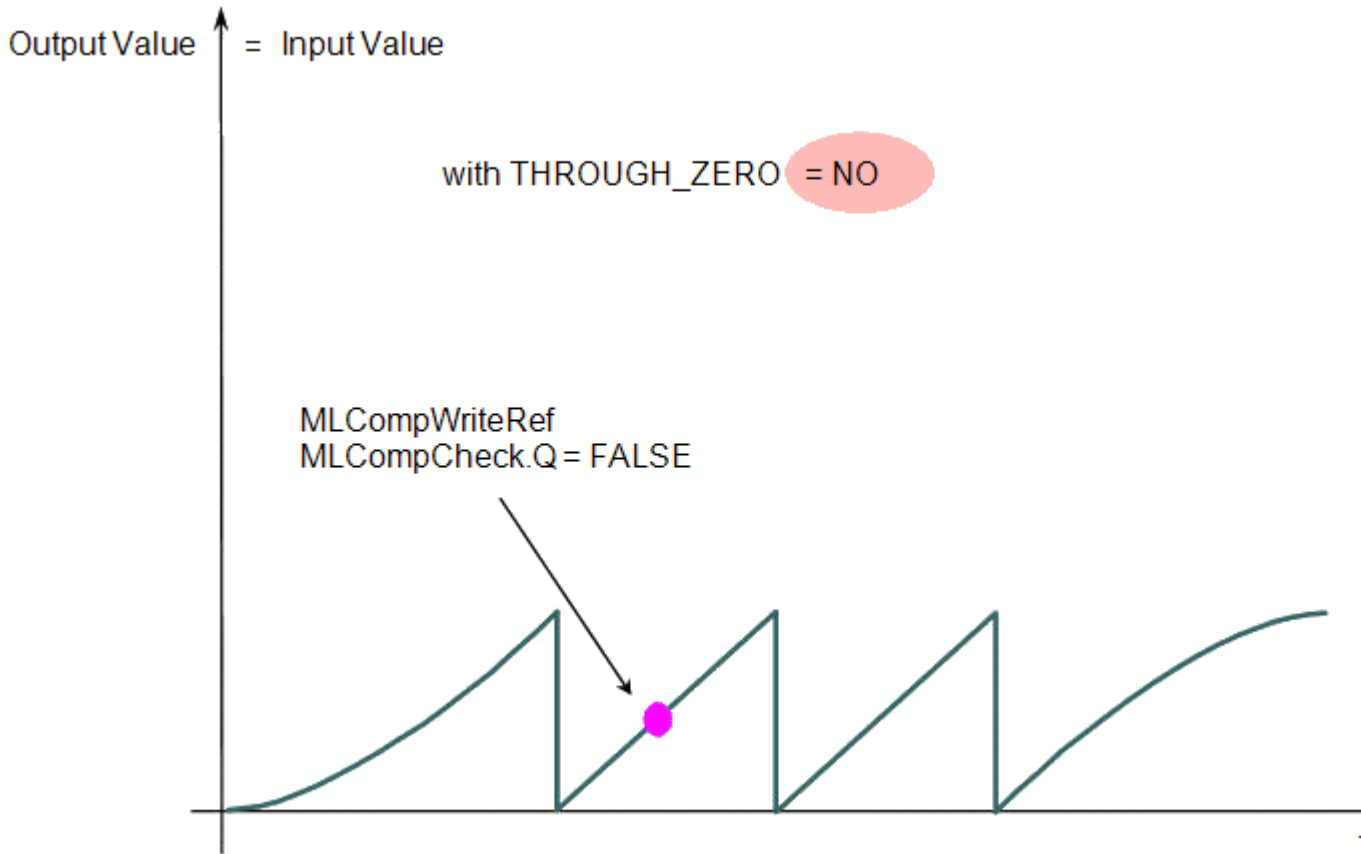 Output Value = Input Value
with THROUGH_ZERO = NO
MLCompWriteRef
MLCompCheck.Q = FALSE